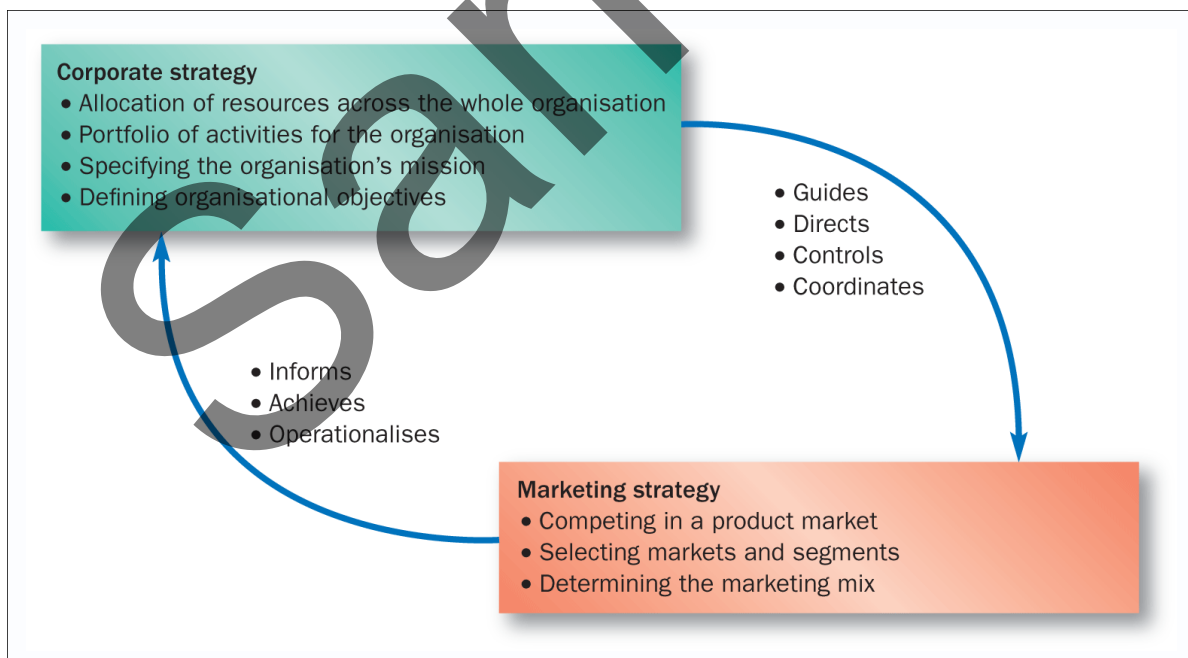 Corporate strategy
• Allocation of resources across the whole organisation
• Portfolio of activities for the organisation
• Specifying the organisation's mission
• Defining organisational objectives
• Guides
• Directs
• Controls
• Coordinates
• Informs
• Achieves
• Operationalises
Marketing strategy
• Competing in a product market
• Selecting markets and segments
• Determining the marketing mix